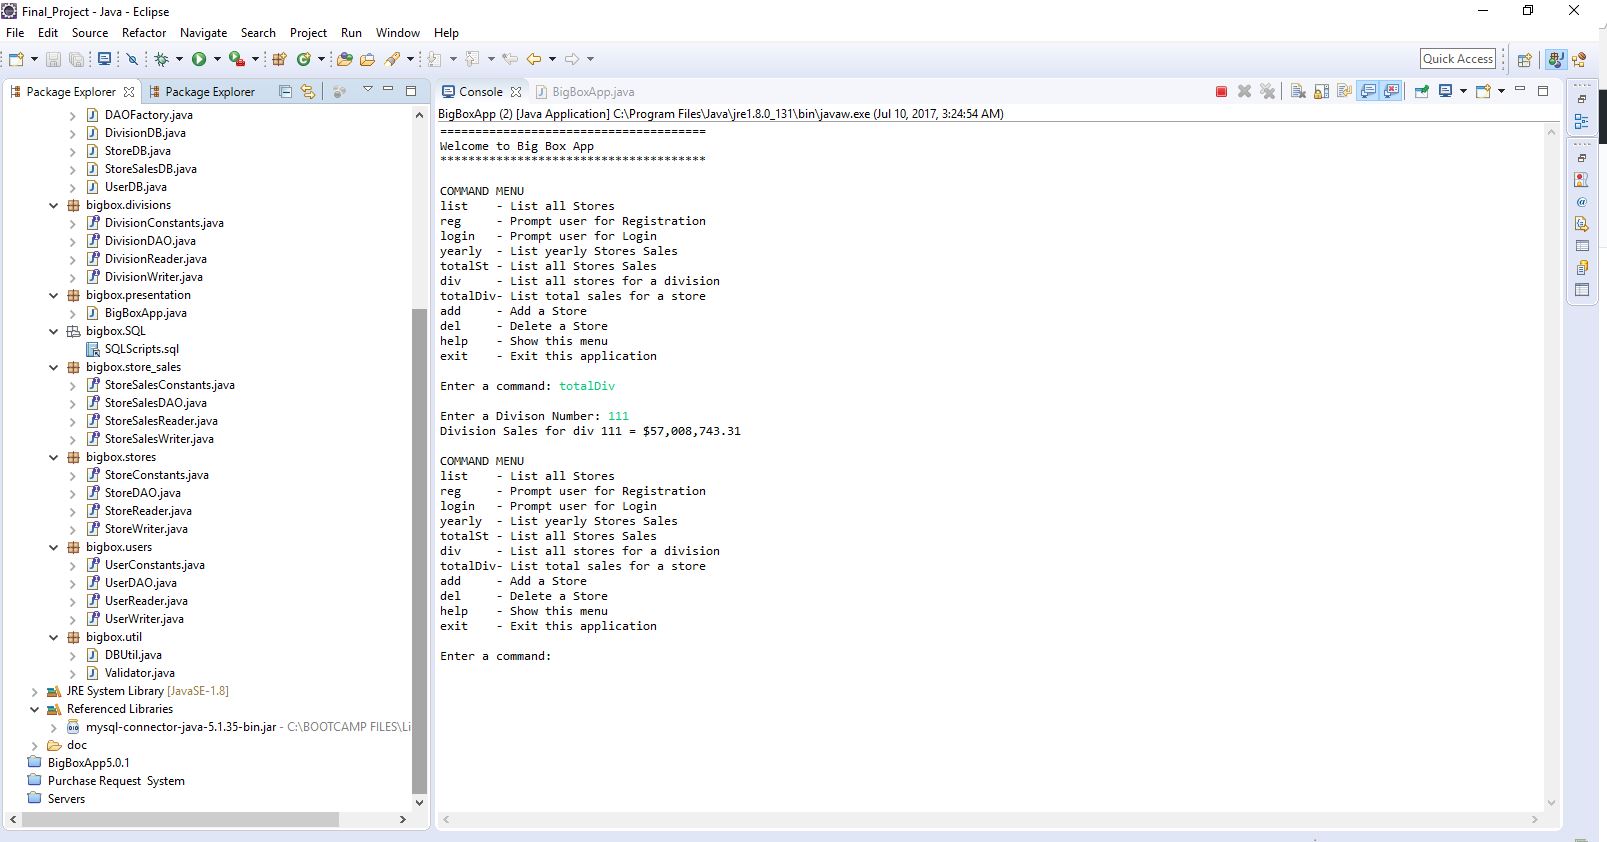 Final_Project - Java - Eclipse
File Edit Source Refactor Navigate Search Project Run Window Help
Quick Access
Package Explorer Package Explorer
DAOFactory.java
DivisionDB.java
StoreDB.java
StoreSalesDB.java
UserDB.java
bigbox.divisions
DivisionConstants.java
DivisionDAO.java
DivisionReader.java
DivisionWriter.java
bigbox.presentation
BigBoxApp.java
bigbox.SQL
SQLScripts.sql
bigbox.store_sales
StoreSalesConstants.java
StoreSalesDAO.java
StoreSalesReader.java
StoreSalesWriter.java
bigbox.stores
StoreConstants.java
StoreDAO.java
StoreReader.java
StoreWriter.java
bigbox.users
UserConstants.java
UserDAO.java
UserReader.java
UserWriter.java
bigbox.util
DBUtil.java
Validator.java
JRE System Library [JavaSE-1.8]
Referenced Libraries
mysql-connector-java-5.1.35-bin.jar - C:\BOOTCAMP FILES\Li
doc
BigBoxApp5.0.1
Purchase Request System
Servers
Console BigBoxApp.java
BigBoxApp (2) [Java Application] C:\Program Files\Java\jre1.8.0_131\bin\javaw.exe (Jul 10, 2017, 3:24:54 AM)
======================================
Welcome to Big Box App
**************************************
COMMAND MENU
list    - List all Stores
reg     - Prompt user for Registration
login   - Prompt user for Login
yearly  - List yearly Stores Sales
totalSt - List all Stores Sales
div     - List all stores for a division
totalDiv- List total sales for a store
add     - Add a Store
del     - Delete a Store
help    - Show this menu
exit    - Exit this application
Enter a command: totalDiv
Enter a Divison Number: 111
Division Sales for div 111 = $57,008,743.31
COMMAND MENU
list    - List all Stores
reg     - Prompt user for Registration
login   - Prompt user for Login
yearly  - List yearly Stores Sales
totalSt - List all Stores Sales
div     - List all stores for a division
totalDiv- List total sales for a store
add     - Add a Store
del     - Delete a Store
help    - Show this menu
exit    - Exit this application
Enter a command: